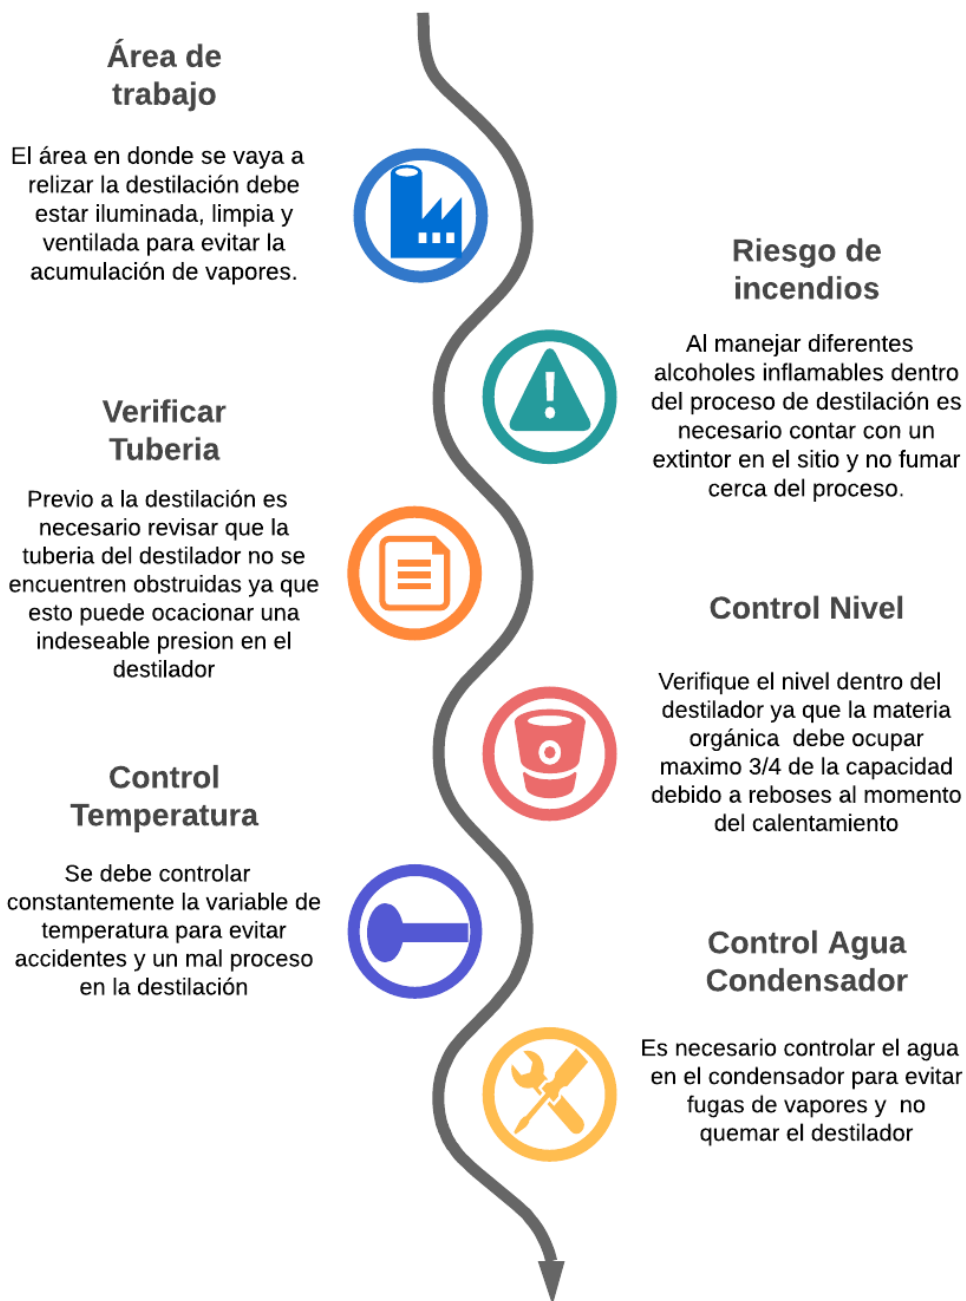 Área de
trabajo
El área en donde se vaya a
relizar la destilación debe
estar iluminada, limpia y
ventilada para evitar la
acumulación de vapores.
Riesgo de
incendios
Al manejar diferentes
alcoholes inflamables dentro
del proceso de destilación es
necesario contar con un
extintor en el sitio y no fumar
cerca del proceso.
Verificar
Tuberia
Previo a la destilación es
necesario revisar que la
tuberia del destilador no se
encuentren obstruidas ya que
esto puede ocacionar una
indeseable presion en el
destilador
Control Nivel
Verifique el nivel dentro del
destilador ya que la materia
orgánica debe ocupar
maximo 3/4 de la capacidad
debido a reboses al momento
del calentamiento
Control
Temperatura
Se debe controlar
constantemente la variable de
temperatura para evitar
accidentes y un mal proceso
en la destilación
Control Agua
Condensador
Es necesario controlar el agua
en el condensador para evitar
fugas de vapores y no
quemar el destilador